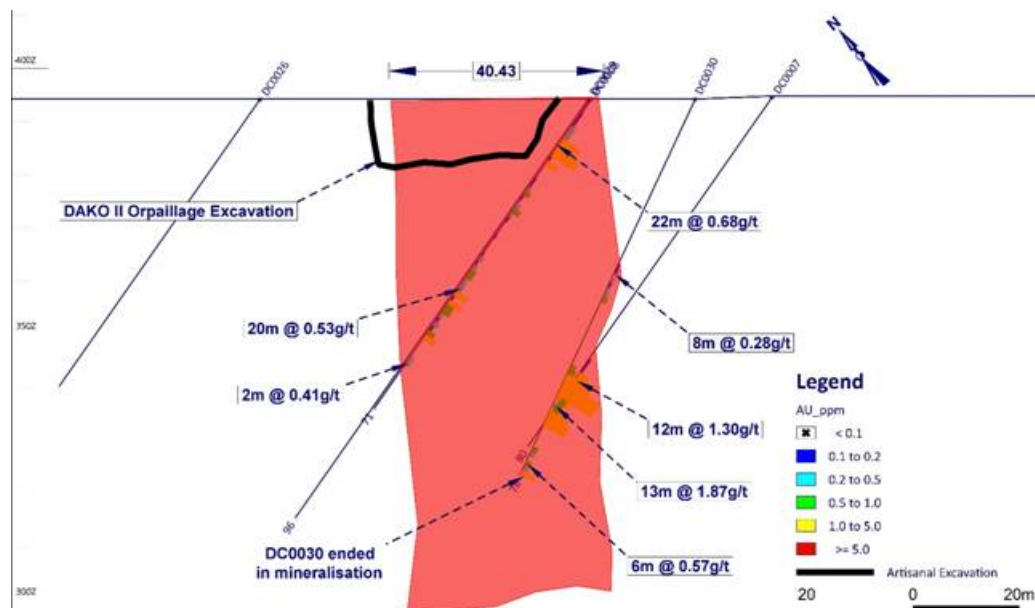 400Z
DC0026
40.43
DC0030
DC0007
N
DAKO II Orpaillage Excavation
22m @ 0.68g/t
350Z
20m @ 0.53g/t
8m @ 0.28g/t
2m @ 0.41g/t
71
12m @ 1.30g/t
80
13m @ 1.87g/t
96
DC0030 ended
in mineralisation
6m @ 0.57g/t
300Z
Legend
AU_ppm
< 0.1
0.1 to 0.2
0.2 to 0.5
0.5 to 1.0
1.0 to 5.0
>= 5.0
Artisanal Excavation
20 0 20m